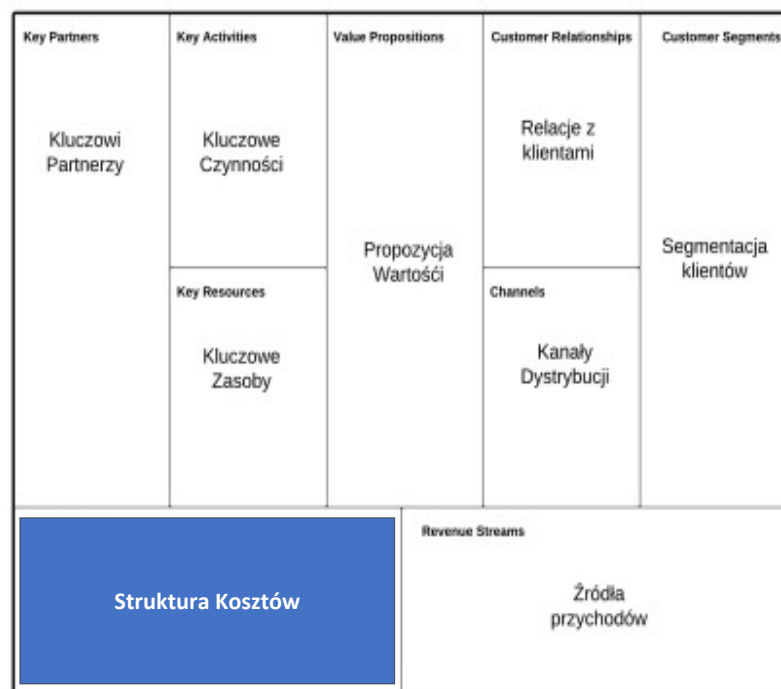 Key Partners
Kluczowi
Partnerzy
Key Activities
Kluczowe
Czynności
Key Resources
Kluczowe
Zasoby
Value Propositions
Propozycja
Wartośći
Customer Relationships
Relacje z
klientami
Channels
Kanały
Dystrybucji
Customer Segments
Segmentacja
klientów
Struktura Kosztów
Revenue Streams
Źródła
przychodów